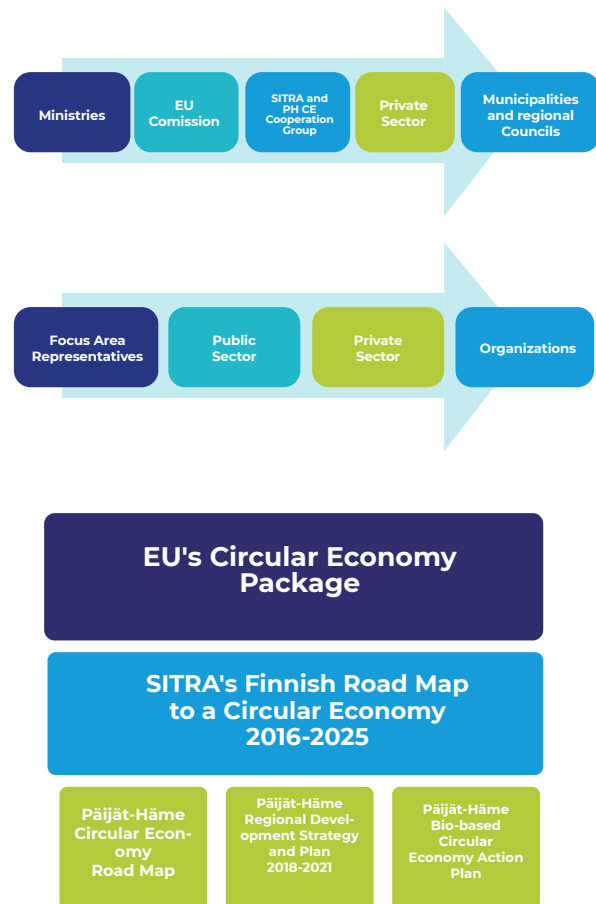 Ministries
EU
Comission
SITRA and
PH CE
Cooperation
Group
Private
Sector
Municipalities
and regional
Councils
Focus Area
Representatives
Public
Sector
Private
Sector
Organizations
EU's Circular Economy
Package
SITRA's Finnish Road Map
to a Circular Economy
2016-2025
Päijät-Häme
Circular Econ-
omy
Road Map
Päijät-Häme
Regional Devel-
opment Strategy
and Plan
2018-2021
Päijät-Häme
Bio-based
Circular
Economy Action
Plan